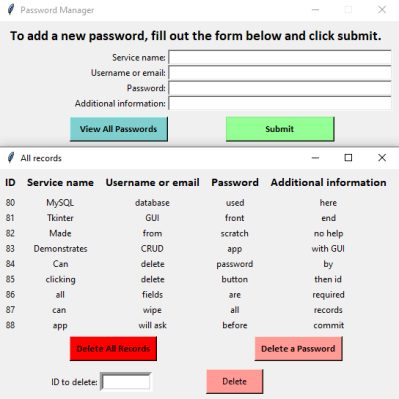 Password Manager
To add a new password, fill out the form below and click submit.
Service name:
Username or email:
Password:
Additional information:
View All Passwords Submit
All records
ID Service name Username or email Password Additional information
80 MySQL database used here
81 Tkinter GUI front end
82 Made from scratch no help
83 Demonstrates CRUD app with GUI
84 Can delete password by
85 clicking delete button then id
86 all fields are required
87 can wipe all records
88 app will ask before commit
Delete All Records Delete a Password
ID to delete: Delete